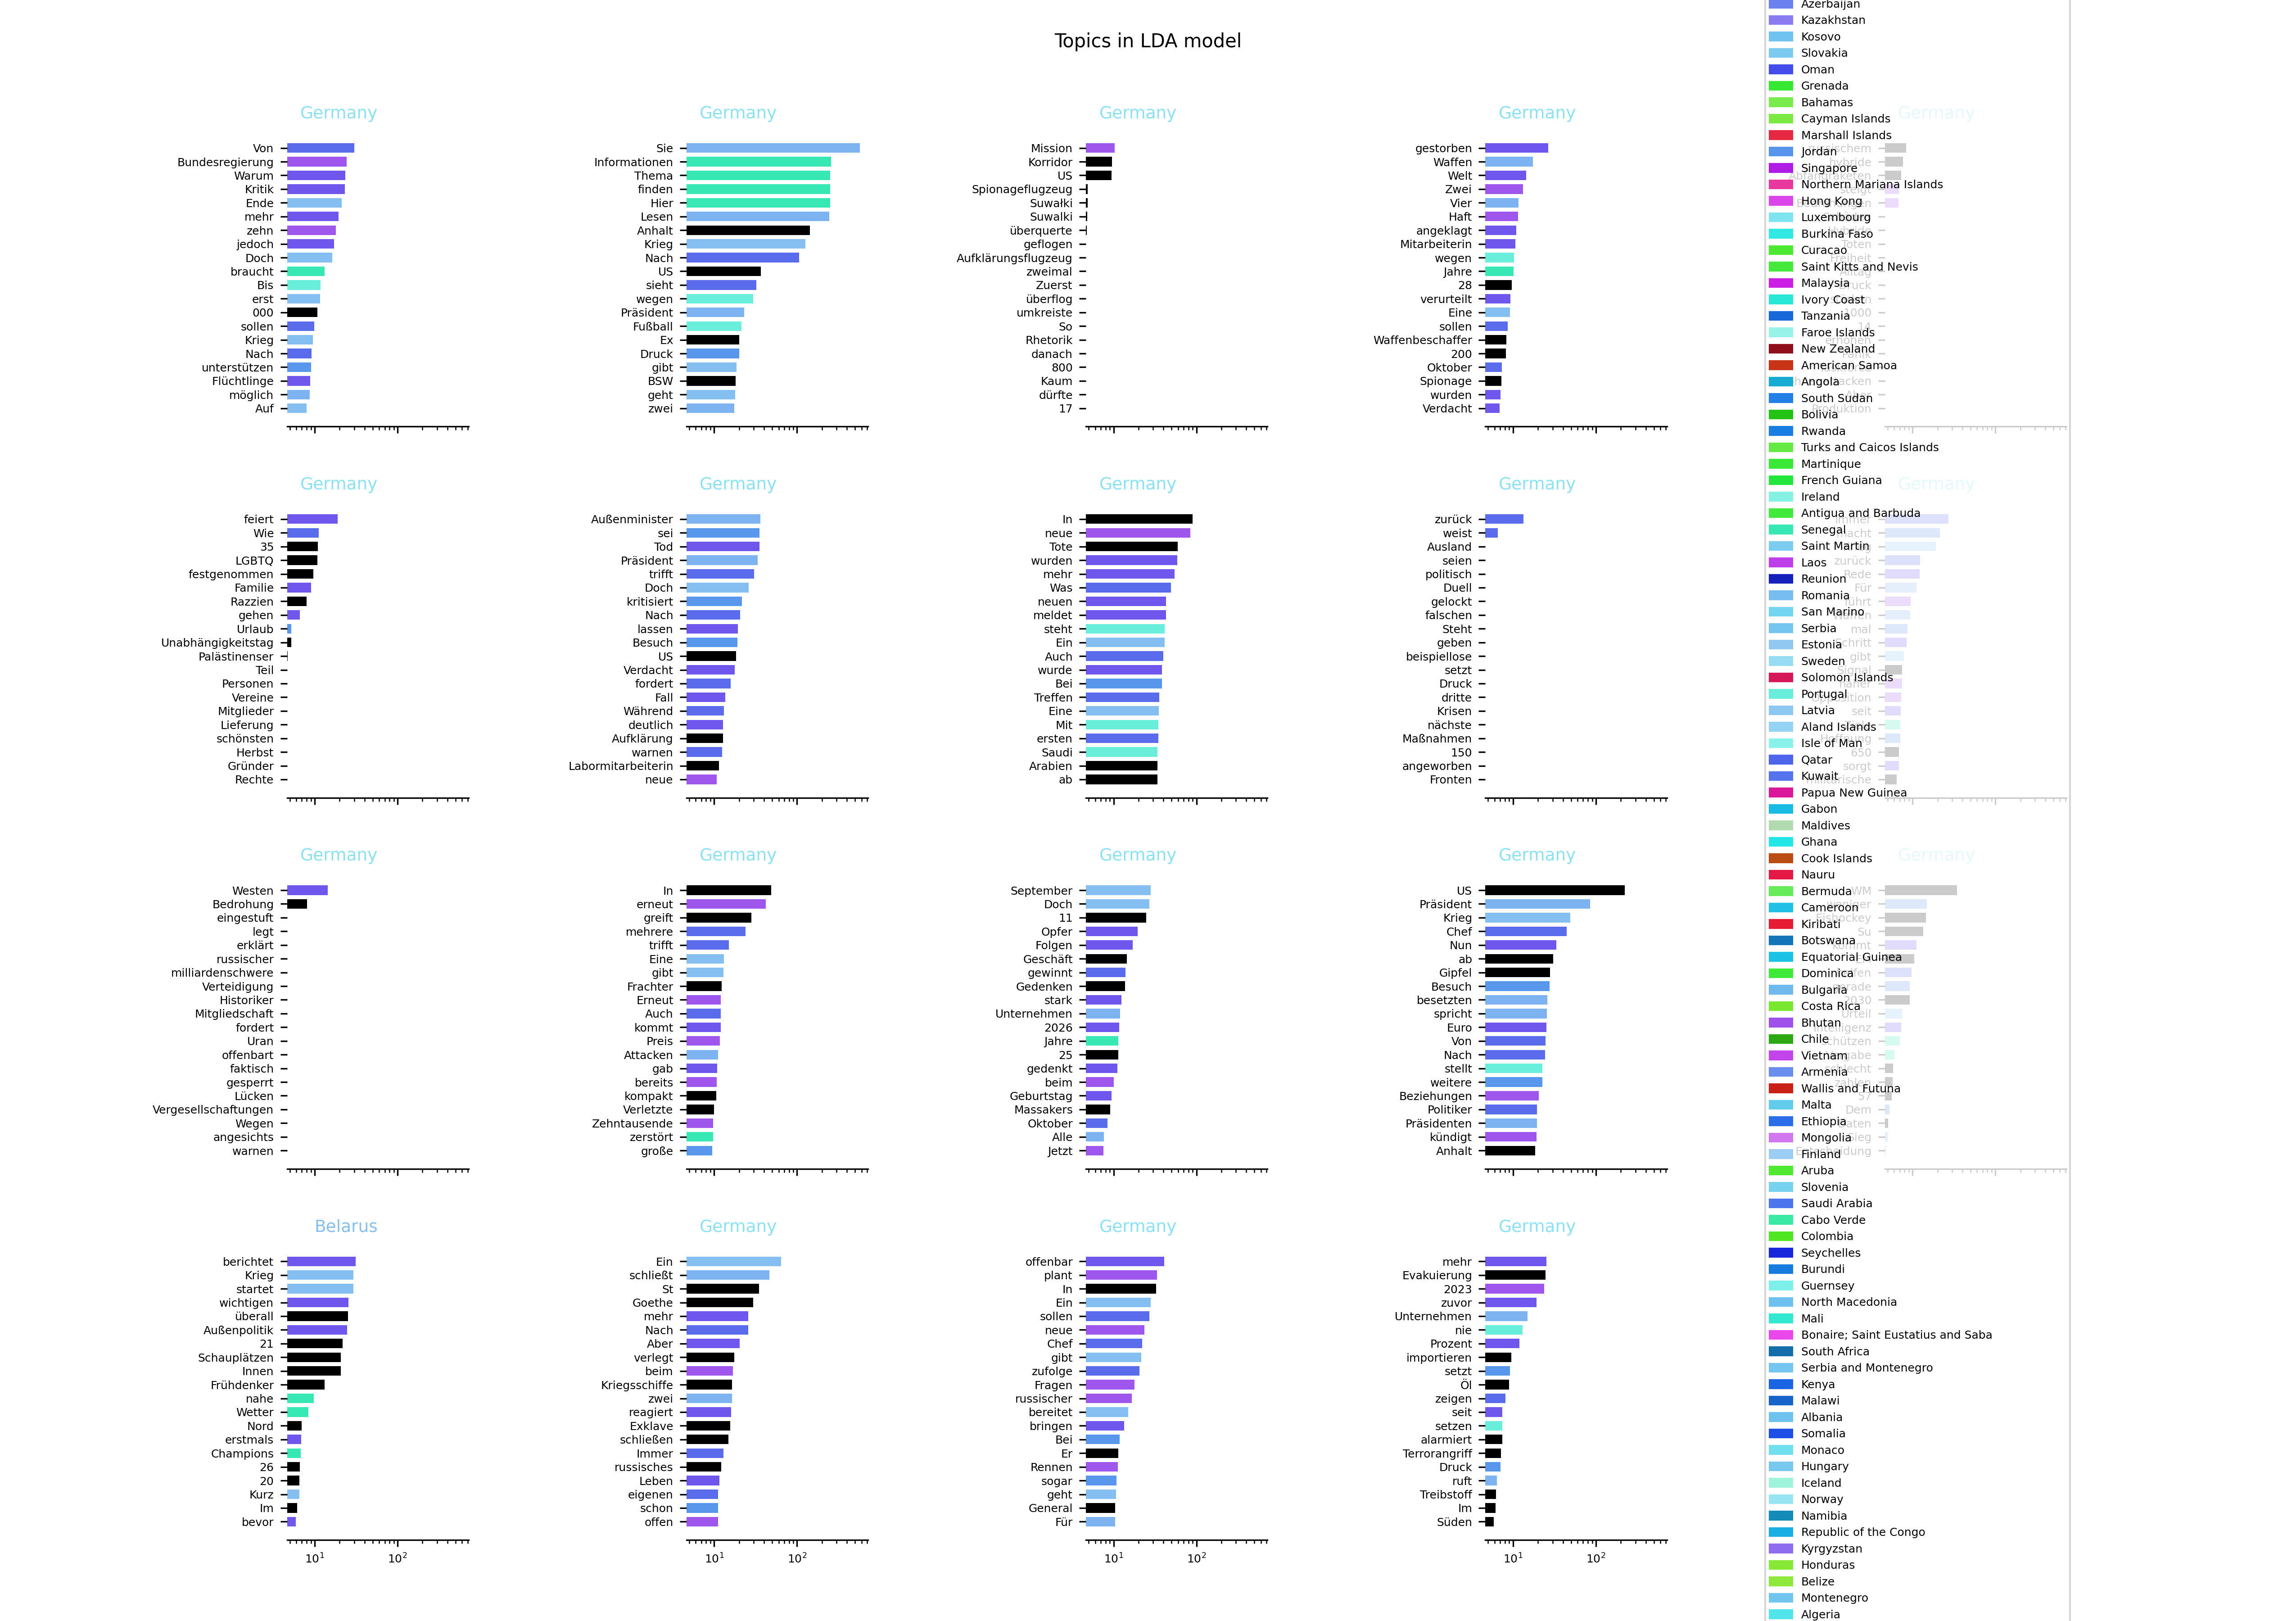 Topics in LDA model
Germany
Von
Bundesregierung
Warum
Kritik
Ende
mehr
zehn
jedoch
Doch
braucht
Bis
erst
000
sollen
Krieg
Nach
unterstützen
Flüchtlinge
möglich
Auf
Germany
Sie
Informationen
Thema
finden
Hier
Lesen
Anhalt
Krieg
Nach
US
sieht
wegen
Präsident
Fußball
Ex
Druck
gibt
BSW
geht
zwei
Germany
Mission
Korridor
US
Spionageflugzeug
Suwałki
Suwalki
überquerte
geflogen
Aufklärungsflugzeug
zweimal
Zuerst
überflog
umkreiste
So
Rhetorik
danach
800
Kaum
dürfte
17
Germany
gestorben
Waffen
Welt
Zwei
Vier
Haft
angeklagt
Mitarbeiterin
wegen
Jahre
28
verurteilt
Eine
sollen
Waffenbeschaffer
200
Oktober
Spionage
wurden
Verdacht
Germany
Germany
feiert
Wie
35
LGBTQ
festgenommen
Familie
Razzien
gehen
Urlaub
Unabhängigkeitstag
Palästinenser
Teil
Personen
Vereine
Mitglieder
Lieferung
schönsten
Herbst
Gründer
Rechte
Germany
Außenminister
sei
Tod
Präsident
trifft
Doch
kritisiert
Nach
lassen
Besuch
US
Verdacht
fordert
Fall
Während
deutlich
Aufklärung
warnen
Labormitarbeiterin
neue
Germany
In
neue
Tote
wurden
mehr
Was
neuen
meldet
steht
Ein
Auch
wurde
Bei
Treffen
Eine
Mit
ersten
Saudi
Arabien
ab
Germany
zurück
weist
Ausland
seien
politisch
Duell
gelockt
falschen
Steht
geben
beispiellose
setzt
Druck
dritte
Krisen
nächste
Maßnahmen
150
angeworben
Fronten
Germany
zurück
Rede
Für
mal
gibt
seit
650
sorgt
Germany
Westen
Bedrohung
eingestuft
legt
erklärt
russischer
milliardenschwere
Verteidigung
Historiker
Mitgliedschaft
fordert
Uran
offenbart
faktisch
gesperrt
Lücken
Vergesellschaftungen
Wegen
angesichts
warnen
Germany
In
erneut
greift
mehrere
trifft
Eine
gibt
Frachter
Erneut
Auch
kommt
Preis
Attacken
gab
bereits
kompakt
Verletzte
Zehntausende
zerstört
große
Germany
September
Doch
11
Opfer
Folgen
Geschäft
gewinnt
Gedenken
stark
Unternehmen
2026
Jahre
25
gedenkt
beim
Geburtstag
Massakers
Oktober
Alle
Jetzt
Germany
US
Präsident
Krieg
Chef
Nun
ab
Gipfel
Besuch
besetzten
spricht
Euro
Von
Nach
stellt
weitere
Beziehungen
Politiker
Präsidenten
kündigt
Anhalt
Germany
WM
Su
2030
57
Dem
Belarus
berichtet
Krieg
startet
wichtigen
überall
Außenpolitik
21
Schauplätzen
Innen
Frühdenker
nahe
Wetter
Nord
erstmals
Champions
26
20
Kurz
Im
bevor
10¹ 10²
Germany
Ein
schließt
St
Goethe
mehr
Nach
Aber
verlegt
beim
Kriegsschiffe
zwei
reagiert
Exklave
schließen
Immer
russisches
Leben
eigenen
schon
offen
10¹ 10²
Germany
offenbar
plant
In
Ein
sollen
neue
Chef
gibt
zufolge
Fragen
russischer
bereitet
bringen
Bei
Er
Rennen
sogar
geht
General
Für
10¹ 10²
Germany
mehr
Evakuierung
2023
zuvor
Unternehmen
nie
Prozent
importieren
setzt
Öl
zeigen
seit
setzen
alarmiert
Terrorangriff
Druck
ruft
Treibstoff
Im
Süden
10¹ 10²
Azerbaijan
Kazakhstan
Kosovo
Slovakia
Oman
Grenada
Bahamas
Cayman Islands
Marshall Islands
Jordan
Singapore
Northern Mariana Islands
Hong Kong
Luxembourg
Burkina Faso
Curacao
Saint Kitts and Nevis
Malaysia
Ivory Coast
Tanzania
Faroe Islands
New Zealand
American Samoa
Angola
South Sudan
Bolivia
Rwanda
Turks and Caicos Islands
Martinique
French Guiana
Ireland
Antigua and Barbuda
Senegal
Saint Martin
Laos
Reunion
Romania
San Marino
Serbia
Estonia
Sweden
Solomon Islands
Portugal
Latvia
Aland Islands
Isle of Man
Qatar
Kuwait
Papua New Guinea
Gabon
Maldives
Ghana
Cook Islands
Nauru
Bermuda
Cameroon
Kiribati
Botswana
Equatorial Guinea
Dominica
Bulgaria
Costa Rica
Bhutan
Chile
Vietnam
Armenia
Wallis and Futuna
Malta
Ethiopia
Mongolia
Finland
Aruba
Slovenia
Saudi Arabia
Cabo Verde
Colombia
Seychelles
Burundi
Guernsey
North Macedonia
Mali
Bonaire; Saint Eustatius and Saba
South Africa
Serbia and Montenegro
Kenya
Malawi
Albania
Somalia
Monaco
Hungary
Iceland
Norway
Namibia
Republic of the Congo
Kyrgyzstan
Honduras
Belize
Montenegro
Algeria